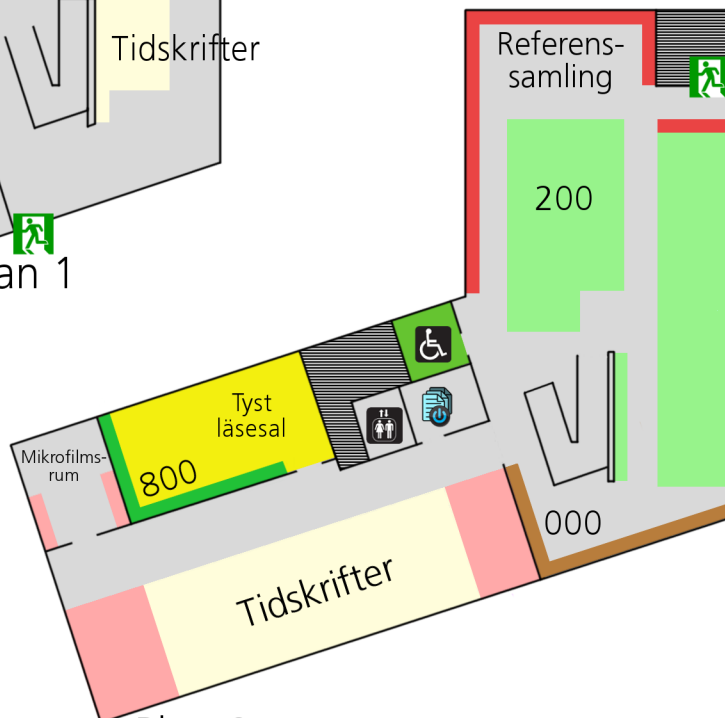 Tidskrifter
Referens-
samling
200
an 1
Tyst
läsesal
Mikrofilms-
rum
800
000
Tidskrifter